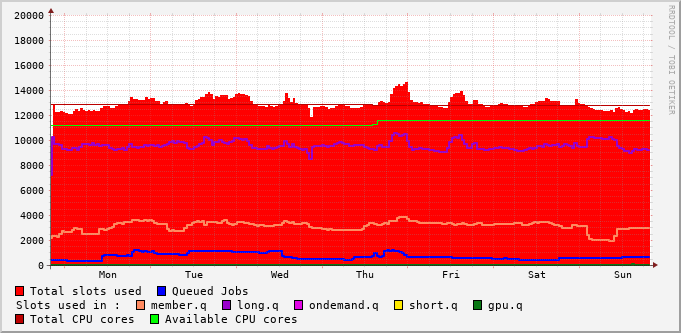 20000
18000
16000
14000
12000
10000
8000
6000
4000
2000
0
Mon Tue Wed Thu Fri Sat Sun
Total slots used Queued Jobs
Slots used in : member.q long.q ondemand.q short.q gpu.q
Total CPU cores Available CPU cores
RRDTOOL / TOBI OETIKER